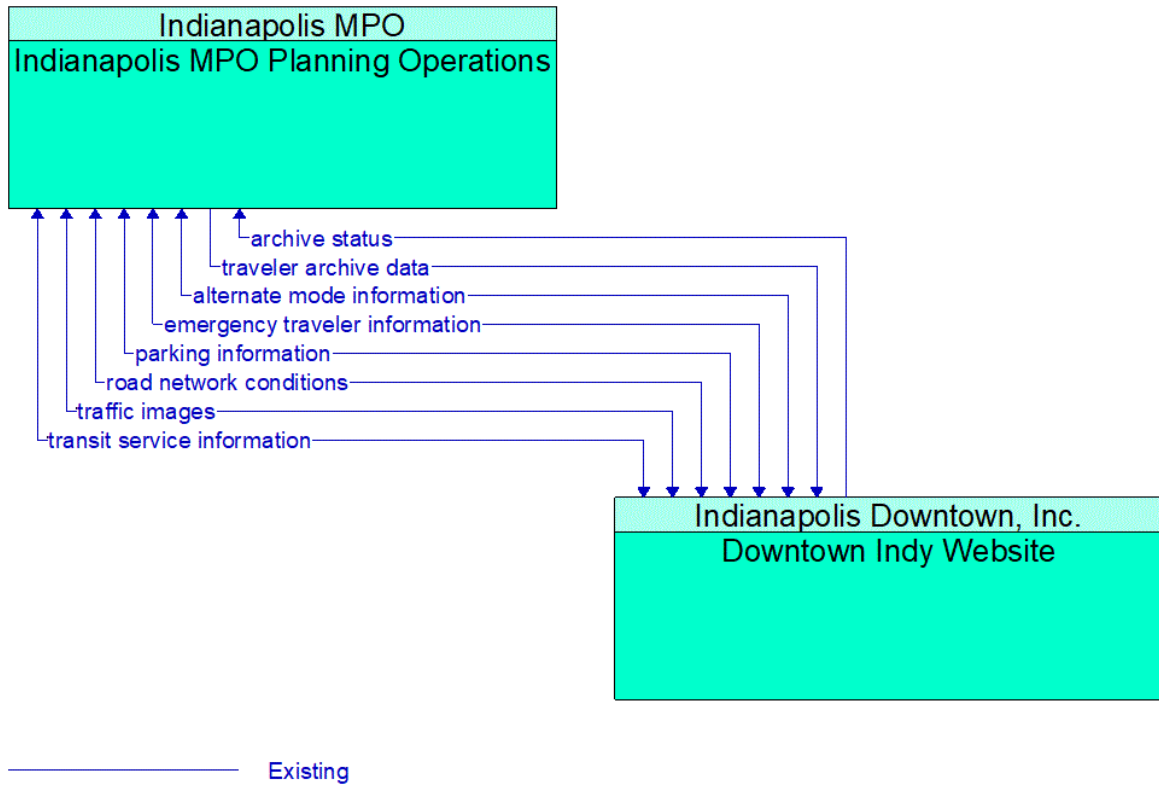 Indianapolis MPO
Indianapolis MPO Planning Operations
archive status
traveler archive data
alternate mode information
emergency traveler information
parking information
road network conditions
traffic images
transit service information
Indianapolis Downtown, Inc.
Downtown Indy Website
Existing